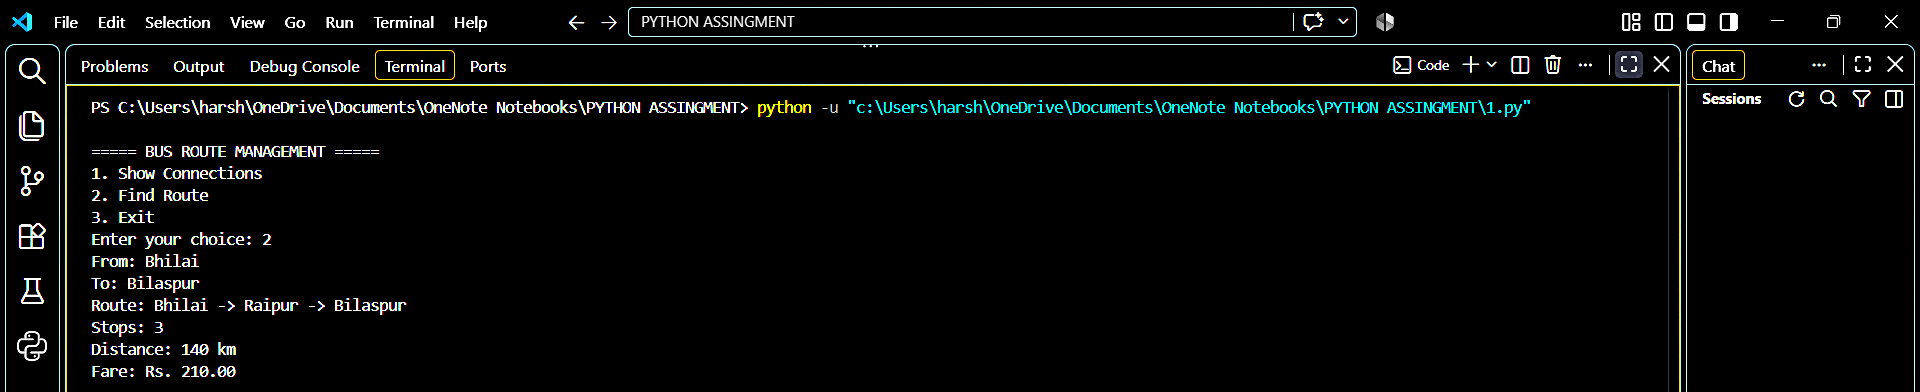 File Edit Selection View Go Run Terminal Help PYTHON ASSINGMENT
Problems Output Debug Console Terminal Ports Code
Chat
Sessions
PS C:\Users\harsh\OneDrive\Documents\OneNote Notebooks\PYTHON ASSINGMENT> python -u "c:\Users\harsh\OneDrive\Documents\OneNote Notebooks\PYTHON ASSINGMENT\1.py"
===== BUS ROUTE MANAGEMENT =====
1. Show Connections
2. Find Route
3. Exit
Enter your choice: 2
From: Bhilai
To: Bilaspur
Route: Bhilai -> Raipur -> Bilaspur
Stops: 3
Distance: 140 km
Fare: Rs. 210.00